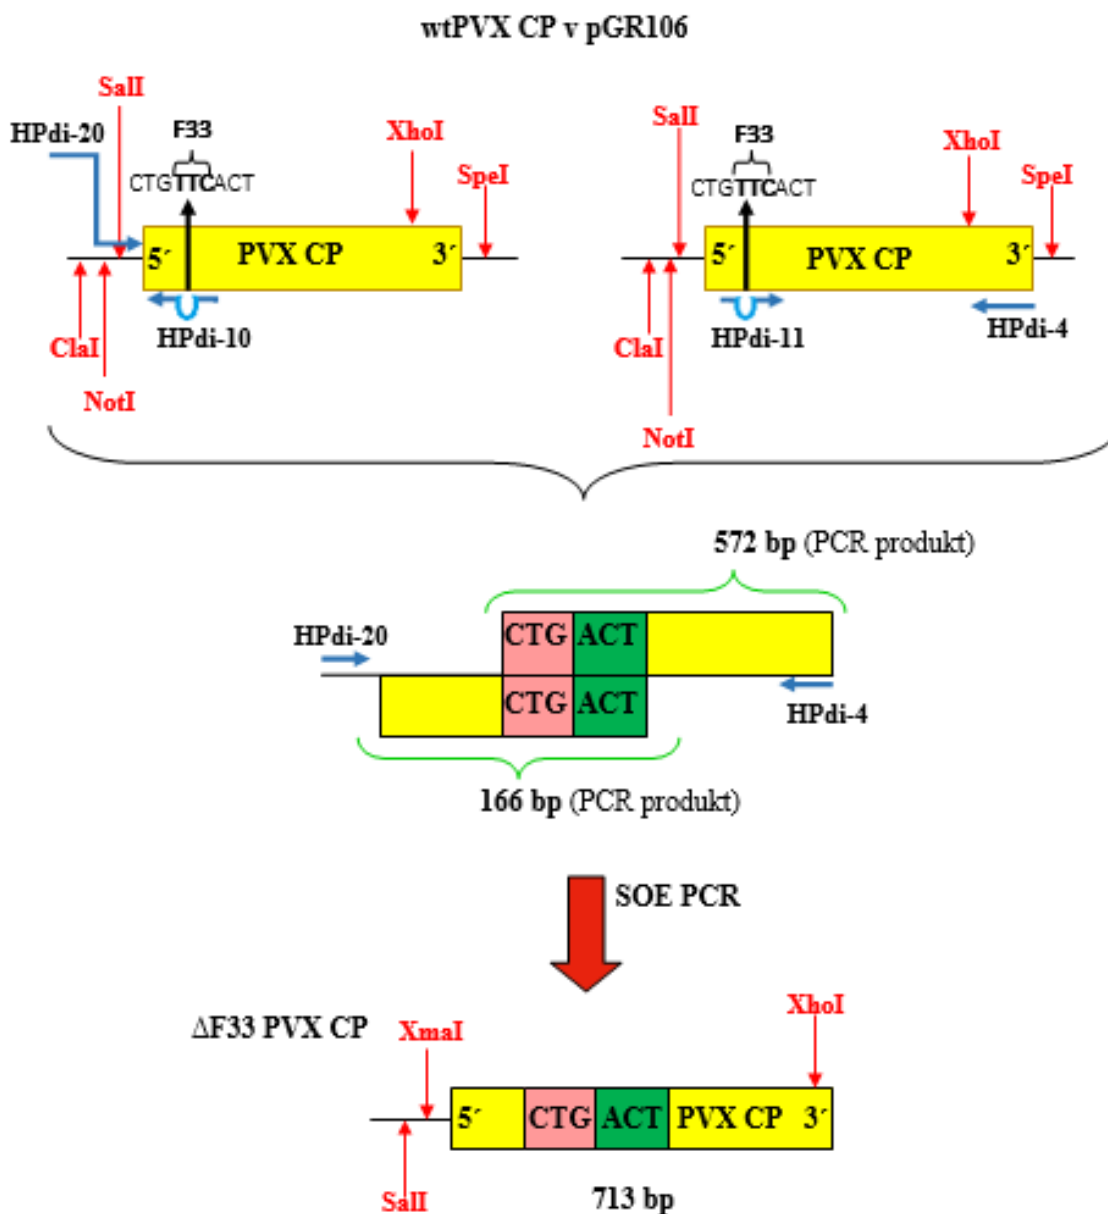 wtPVX CP v pGR106
SalI
HPdi-20
F33
XhoI
CTGTTCACT
SpeI
5´ PVX CP 3´
HPdi-10
ClaI
NotI
SalI
F33
XhoI
CTGTTCACT
SpeI
5´ PVX CP 3´
HPdi-11
HPdi-4
ClaI
NotI
572 bp (PCR produkt)
HPdi-20
CTG ACT
CTG ACT
HPdi-4
166 bp (PCR produkt)
SOE PCR
ΔF33 PVX CP
XmaI
XhoI
5´ CTG ACT PVX CP 3´
SalI
713 bp